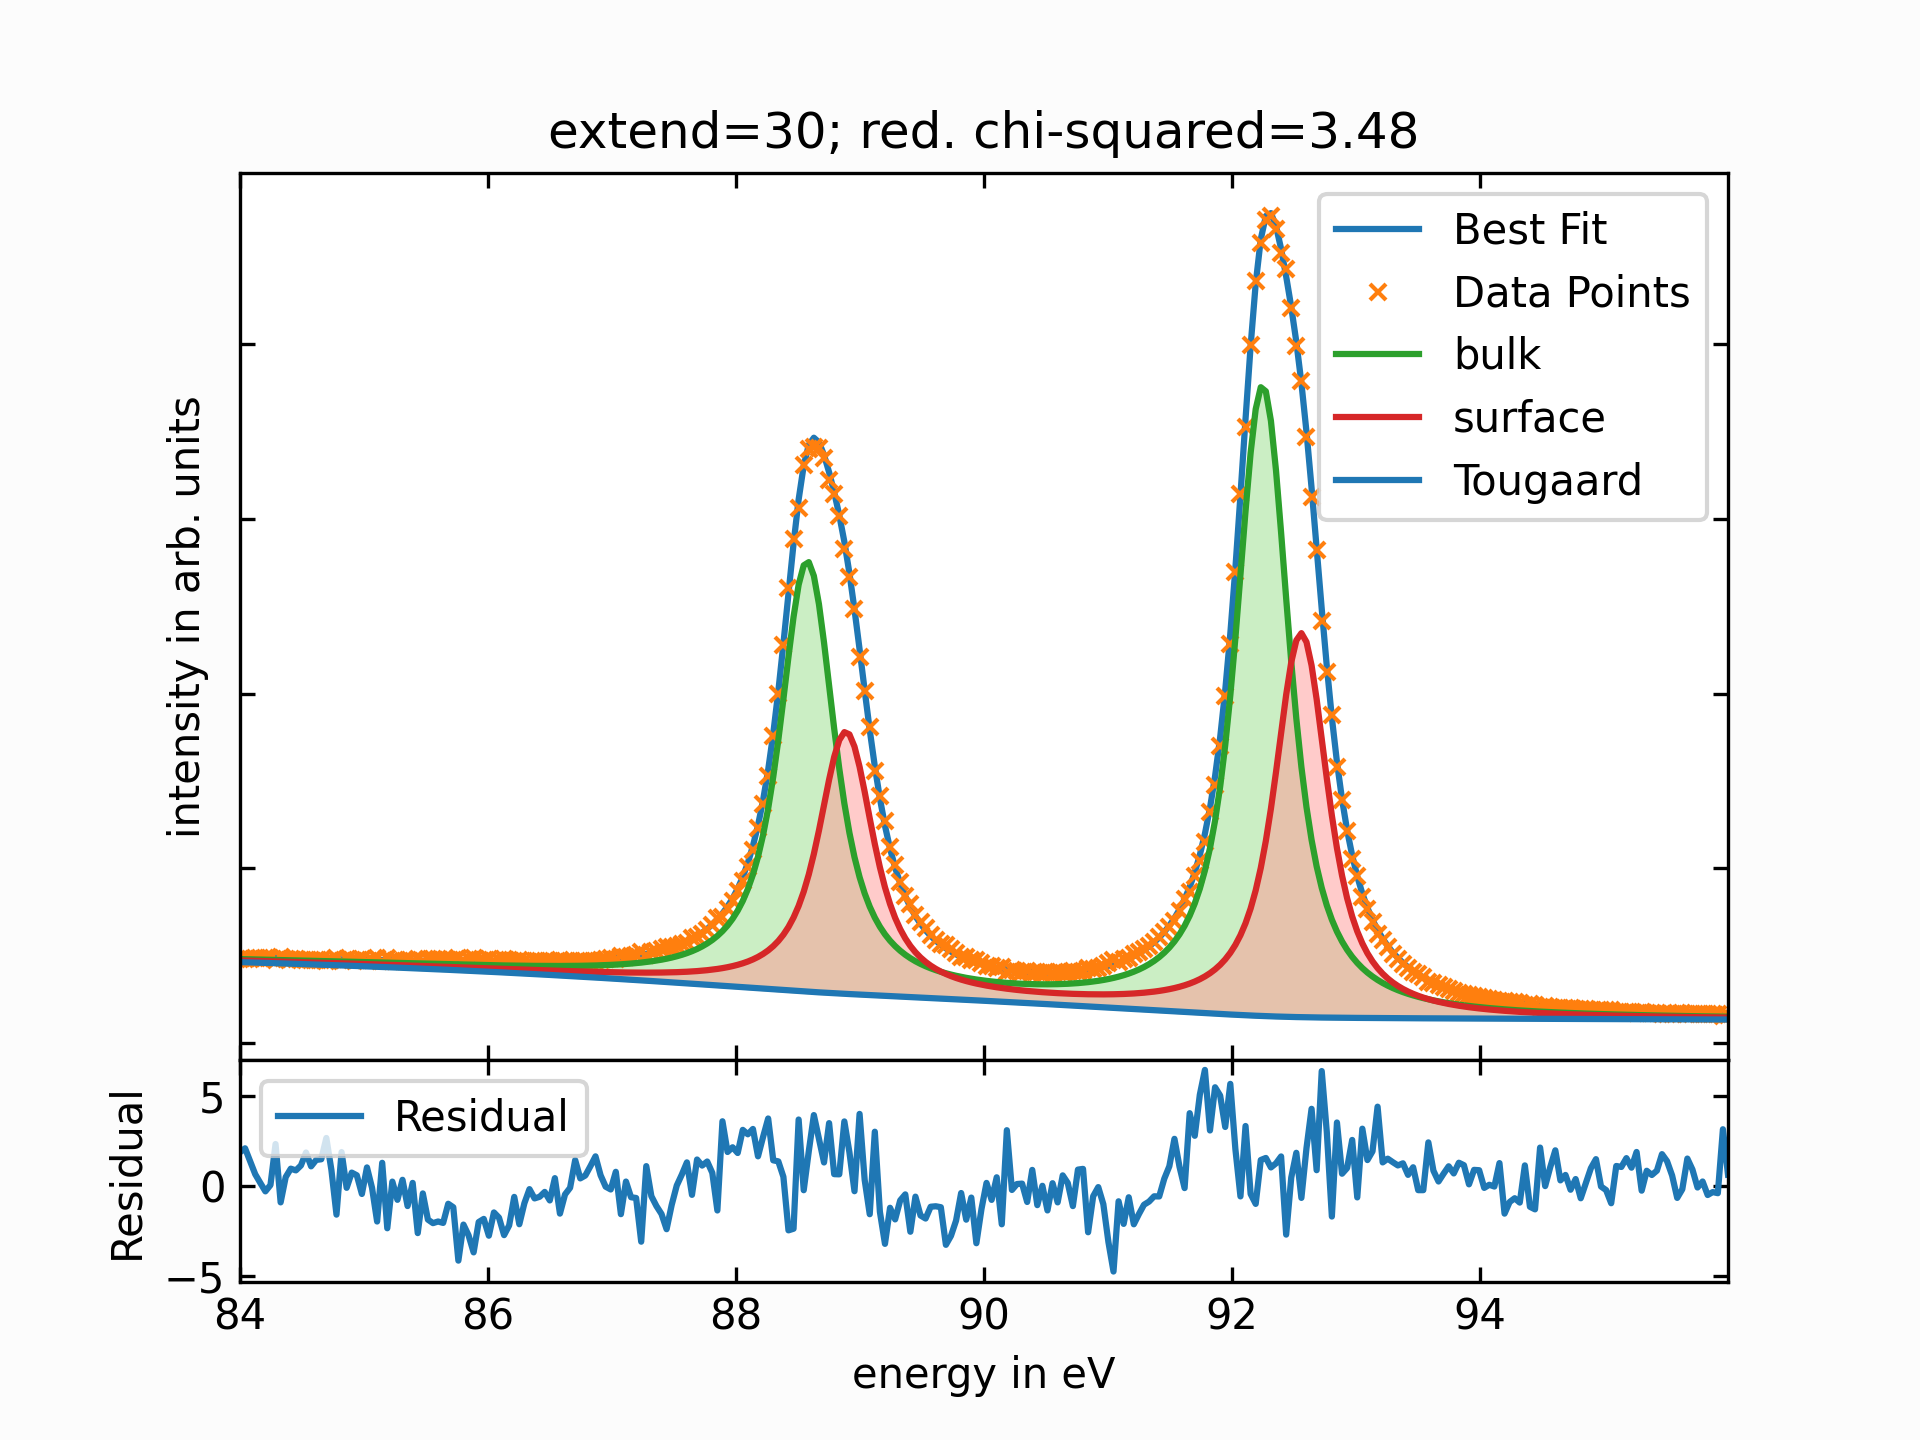 extend=30; red. chi-squared=3.48
intensity in arb. units
Best Fit
Data Points
bulk
surface
Tougaard
Residual
Residual
5
0
−5
84 86 88 90 92 94
energy in eV